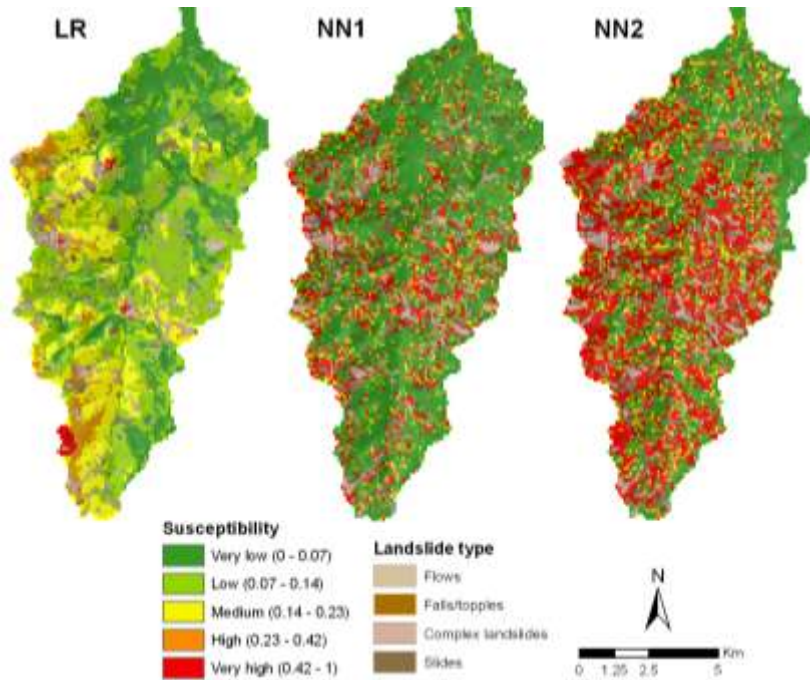 LR
NN1
NN2
Susceptibility
Very low (0 - 0.07)
Low (0.07 - 0.14)
Medium (0.14 - 0.23)
High (0.23 - 0.42)
Very high (0.42 - 1)
Landslide type
Flows
Falls/topples
Complex landslides
Slides
N
Km
0 1.25 2.5 5